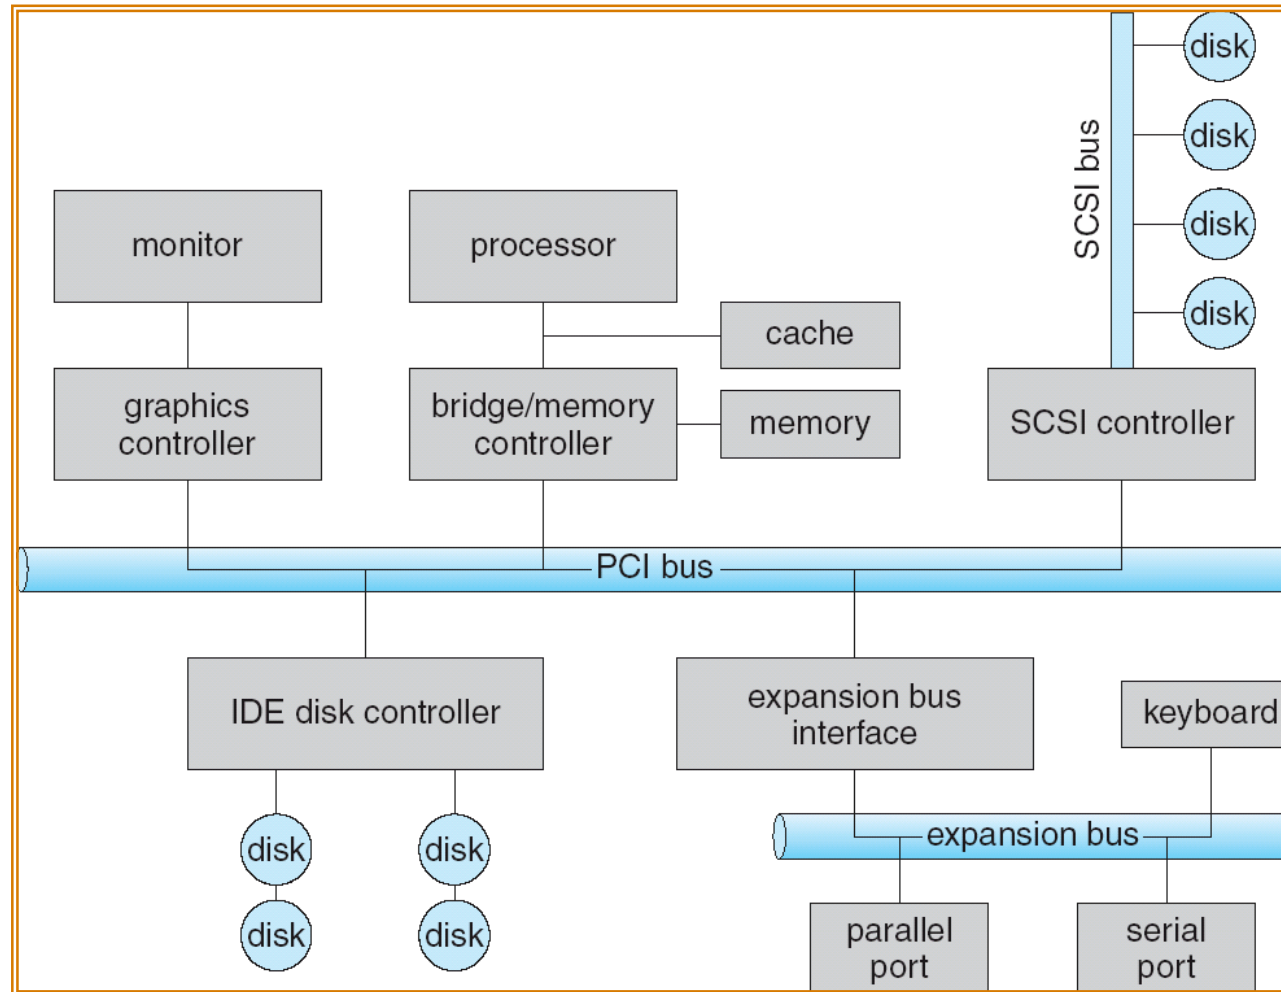 disk
disk
SCSI bus
disk
disk
monitor
processor
cache
graphics
controller
bridge/memory
controller
memory
SCSI controller
PCI bus
IDE disk controller
expansion bus
interface
keyboard
disk
disk
expansion bus
disk
disk
parallel
port
serial
port